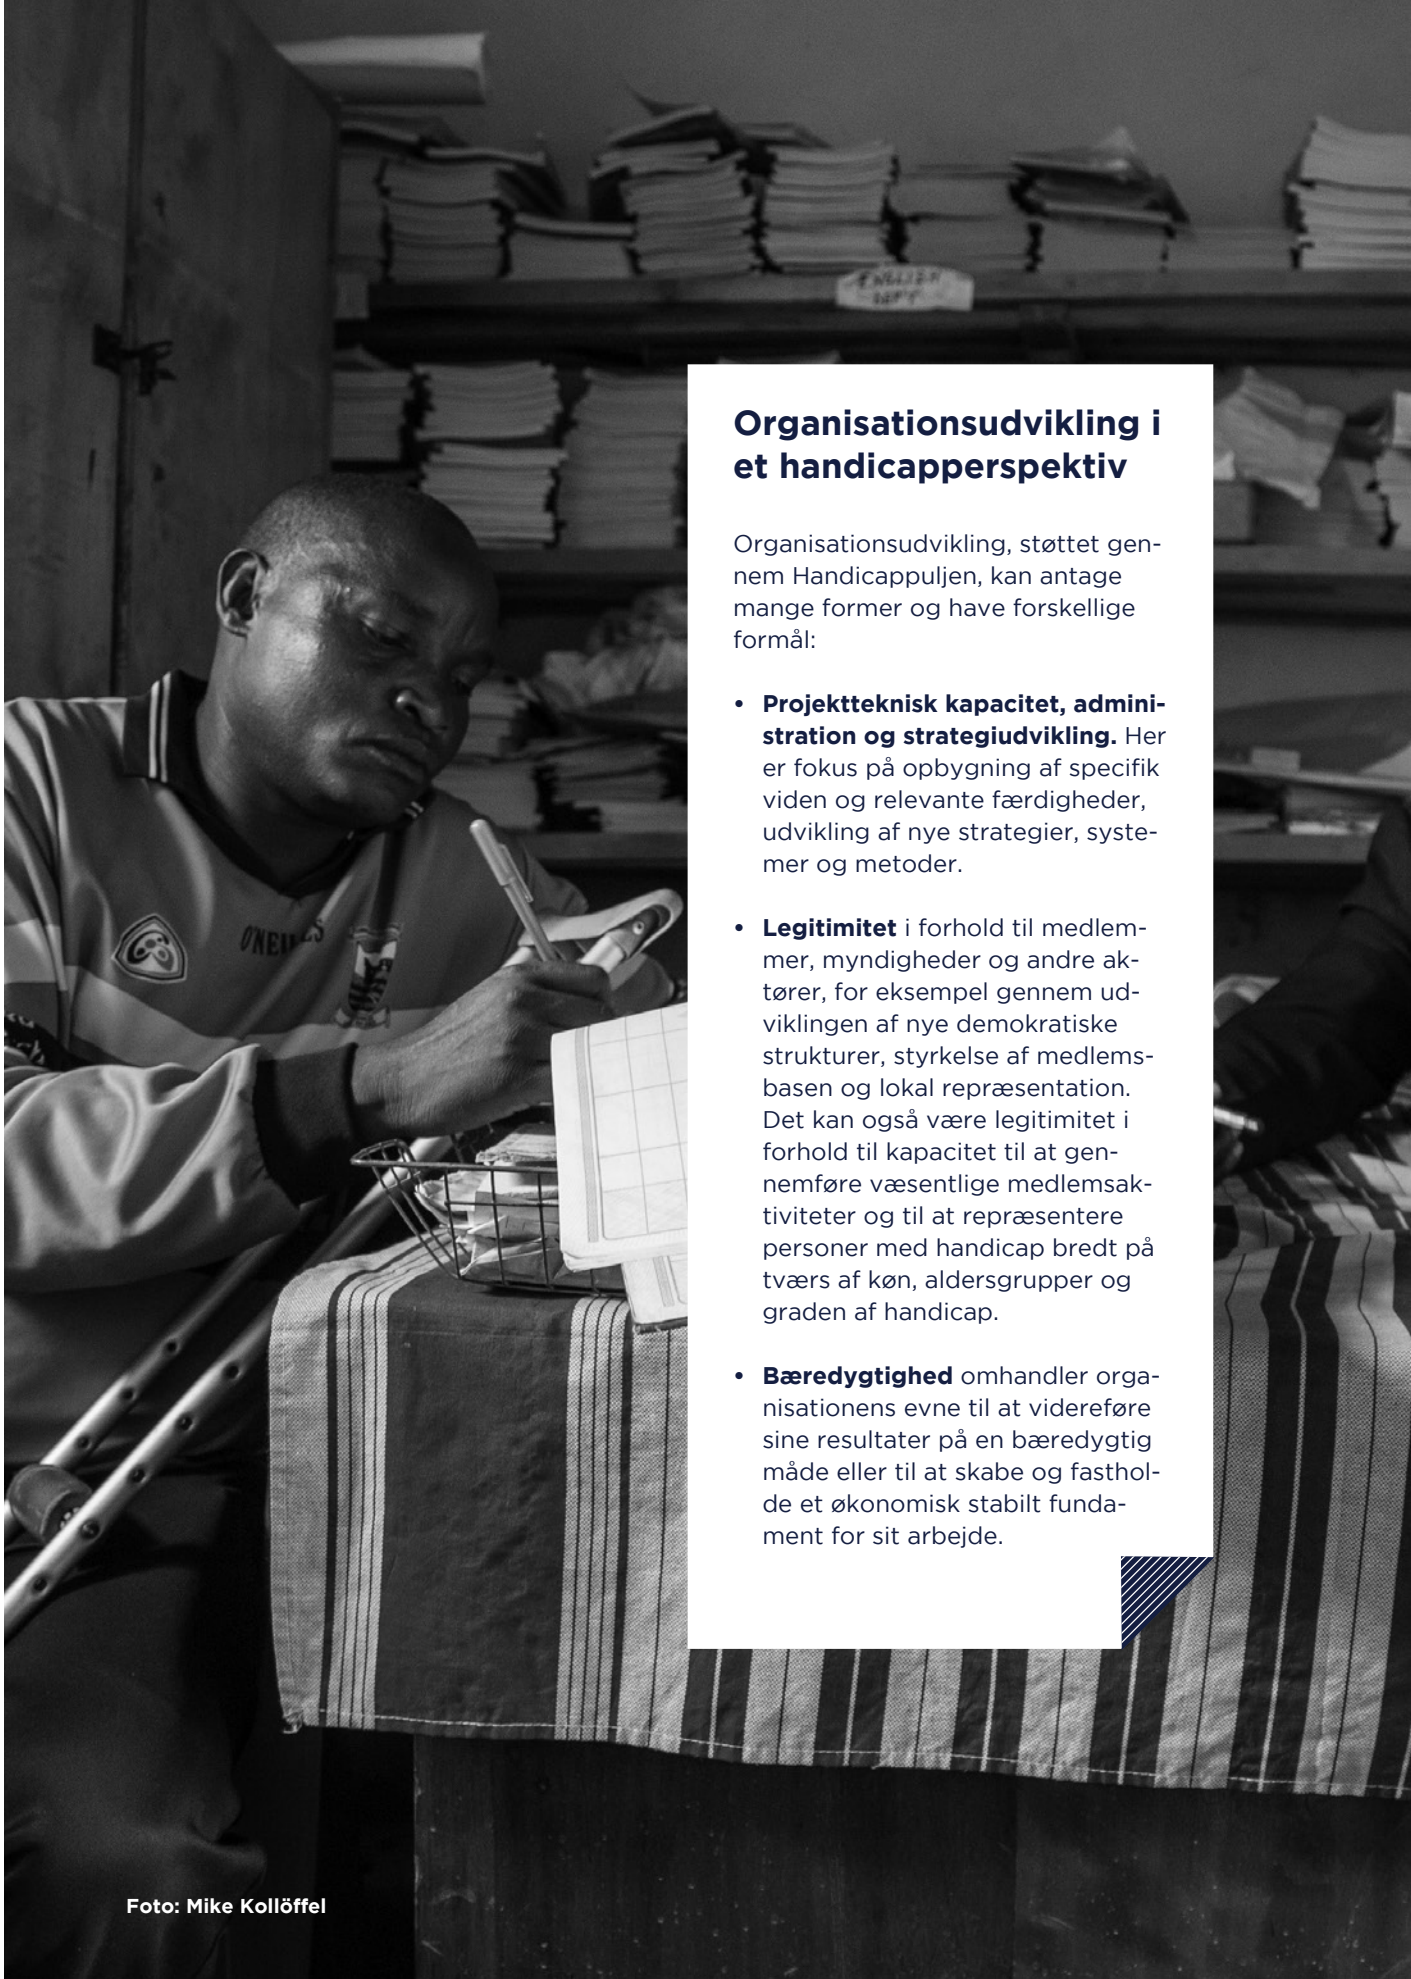 ENGLISH
DEPT
Organisationsudvikling i
et handicapperspektiv
Organisationsudvikling, støttet gen-
nem Handicappuljen, kan antage
mange former og have forskellige
formål:
• Projektteknisk kapacitet, admini-
stration og strategiudvikling. Her
er fokus på opbygning af specifik
viden og relevante færdigheder,
udvikling af nye strategier, syste-
mer og metoder.
• Legitimitet i forhold til medlem-
mer, myndigheder og andre ak-
tører, for eksempel gennem ud-
viklingen af nye demokratiske
strukturer, styrkelse af medlems-
basen og lokal repræsentation.
Det kan også være legitimitet i
forhold til kapacitet til at gen-
nemføre væsentlige medlemsak-
tiviteter og til at repræsentere
personer med handicap bredt på
tværs af køn, aldersgrupper og
graden af handicap.
• Bæredygtighed omhandler orga-
nisationens evne til at videreføre
sine resultater på en bæredygtig
måde eller til at skabe og fasthol-
de et økonomisk stabilt funda-
ment for sit arbejde.
O'NEILLS
Foto: Mike Kollöffel